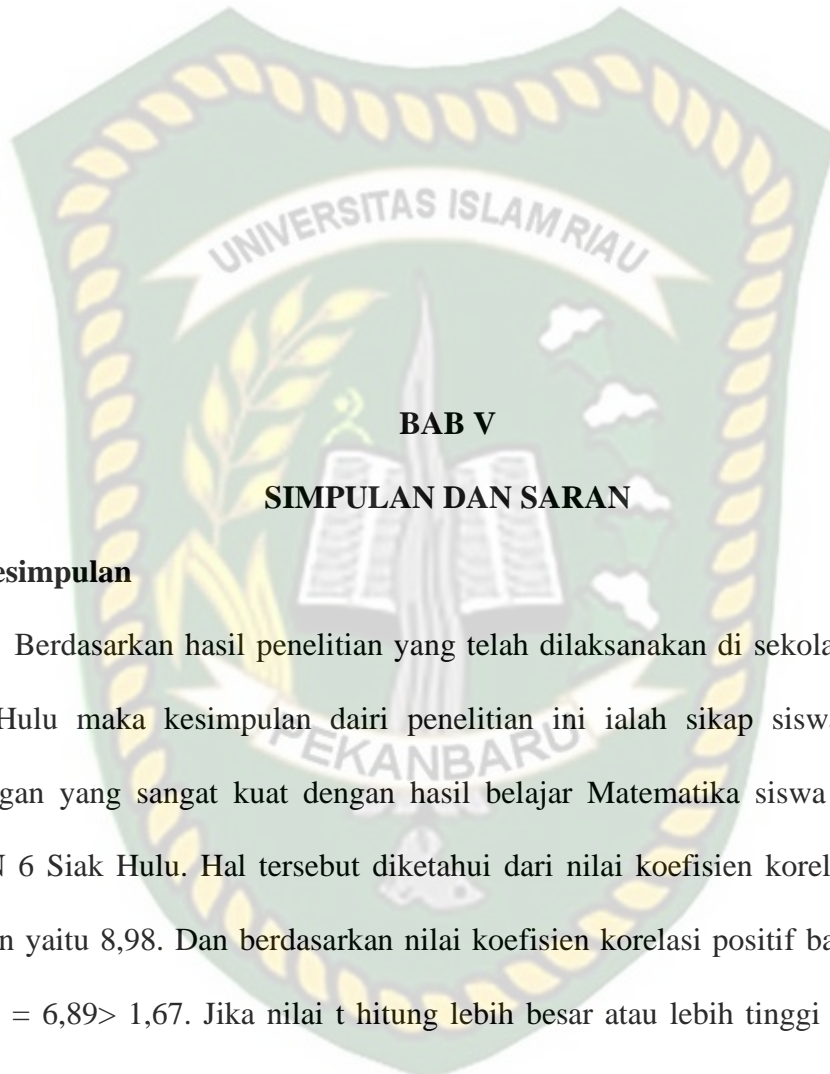 UNIVERSITAS ISLAM RIAU
BAB V
SIMPULAN DAN SARAN
esimpulan
Berdasarkan hasil penelitian yang telah dilaksanakan di sekola
Hulu maka kesimpulan dairi penelitian ini ialah sikap siswa
gan yang sangat kuat dengan hasil belajar Matematika siswa
N 6 Siak Hulu. Hal tersebut diketahui dari nilai koefisien korel
PEKANBARU
n yaitu 8,98. Dan berdasarkan nilai koefisien korelasi positif ba
= 6,89> 1,67. Jika nilai t hitung lebih besar atau lebih tinggi